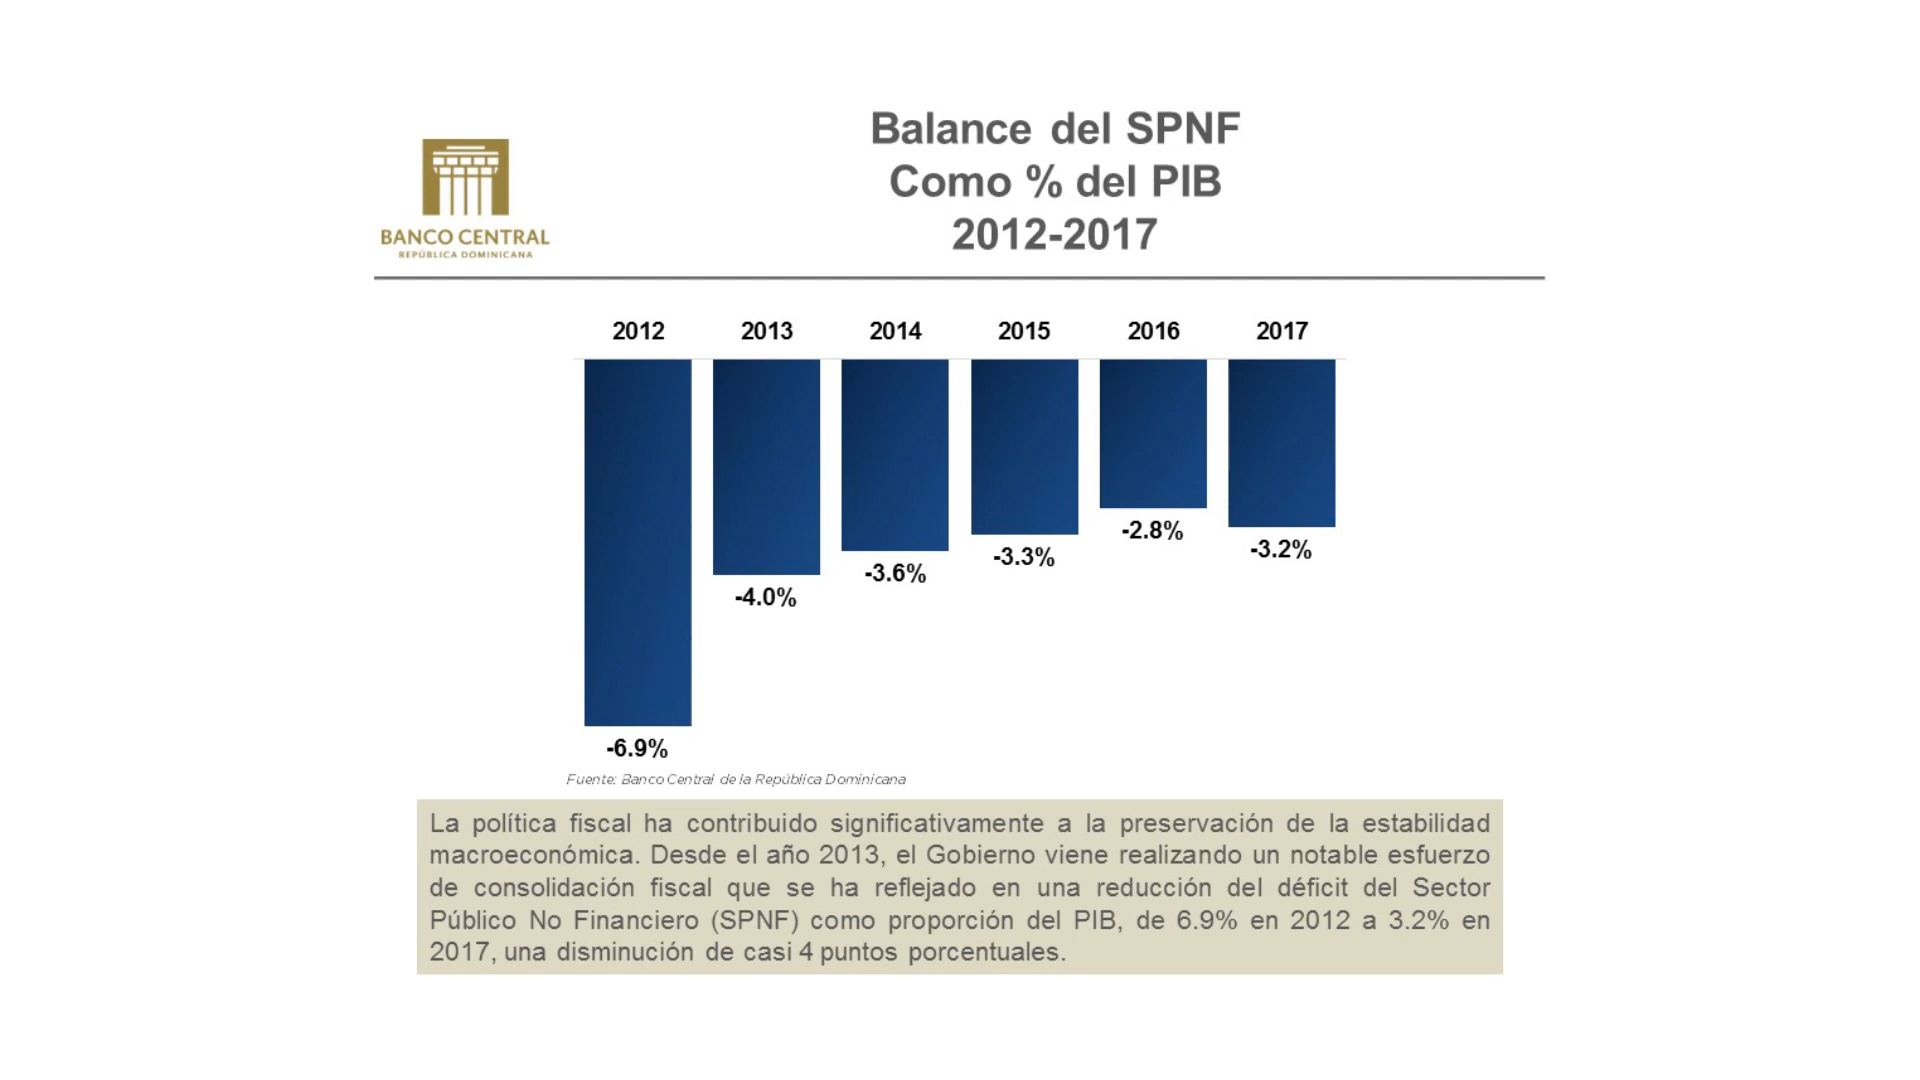 Balance del SPNF
Como % del PIB
2012-2017
BANCO CENTRAL
REPÚBLICA DOMINICANA
2012 2013 2014 2015 2016 2017
-2.8%
-3.2%
-3.3%
-3.6%
-4.0%
-6.9%
Fuente: Banco Central de la República Dominicana
La política fiscal ha contribuido significativamente a la preservación de la estabilidad
macroeconómica. Desde el año 2013, el Gobierno viene realizando un notable esfuerzo
de consolidación fiscal que se ha reflejado en una reducción del déficit del Sector
Público No Financiero (SPNF) como proporción del PIB, de 6.9% en 2012 a 3.2% en
2017, una disminución de casi 4 puntos porcentuales.